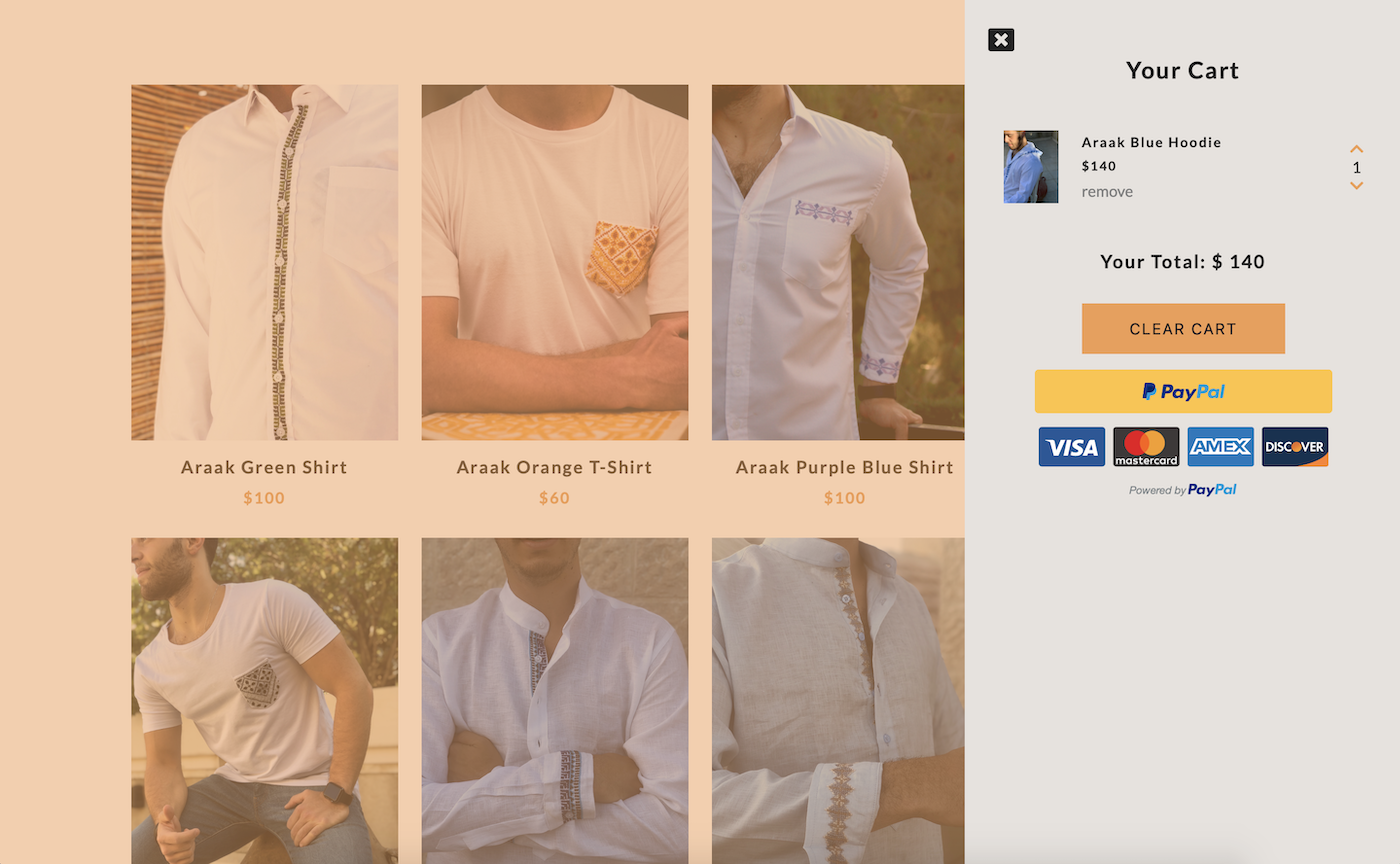 Your Cart
Araak Blue Hoodie
$140
remove
1
Your Total: $ 140
CLEAR CART
PayPal
VISA
mastercard
AMEX
DISCOVER
Powered by PayPal
Araak Green Shirt
$100
Araak Orange T-Shirt
$60
Araak Purple Blue Shirt
$100